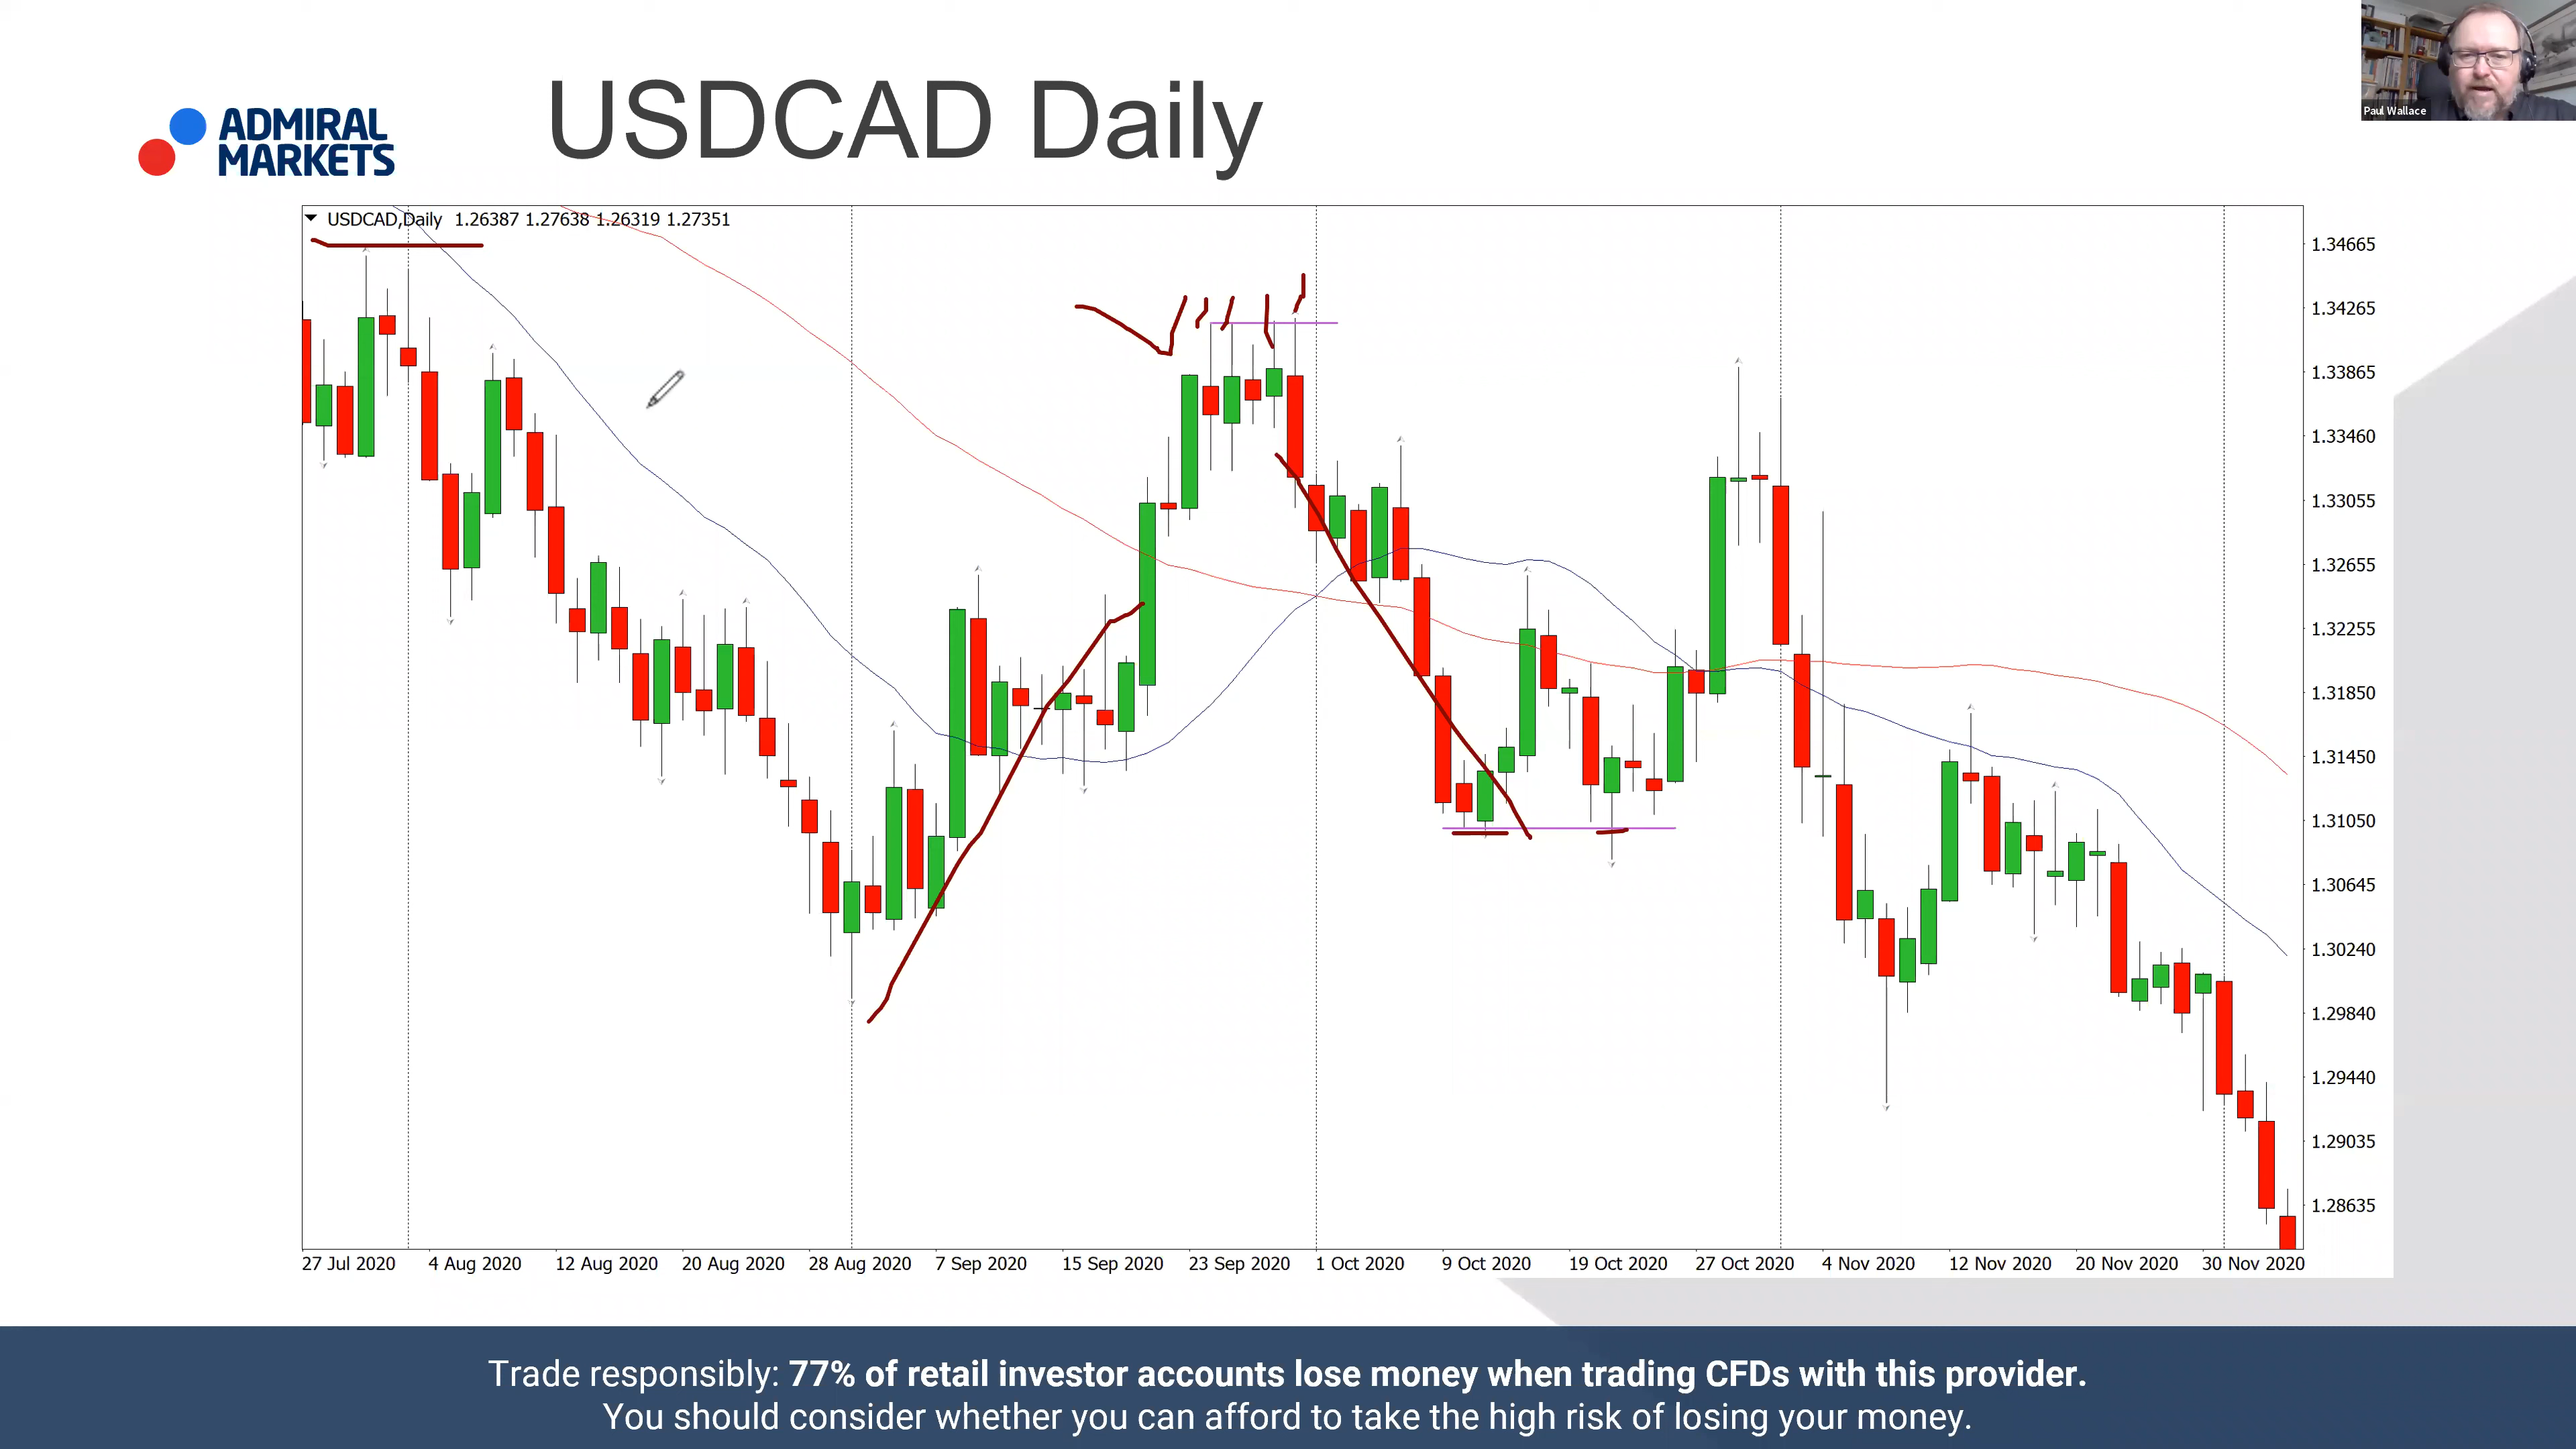 Paul Wallace
ADMIRAL
MARKETS
USDCAD Daily
USDCAD,Daily 1.26387 1.27638 1.26319 1.27351
1.34665
1.34265
1.33865
1.33460
1.33055
1.32655
1.32255
1.31850
1.31450
1.31050
1.30645
1.30240
1.29840
1.29440
1.29035
1.28635
27 Jul 2020 4 Aug 2020 12 Aug 2020 20 Aug 2020 28 Aug 2020 7 Sep 2020 15 Sep 2020 23 Sep 2020 1 Oct 2020 9 Oct 2020 19 Oct 2020 27 Oct 2020 4 Nov 2020 12 Nov 2020 20 Nov 2020 30 Nov 2020
Trade responsibly: 77% of retail investor accounts lose money when trading CFDs with this provider.
You should consider whether you can afford to take the high risk of losing your money.